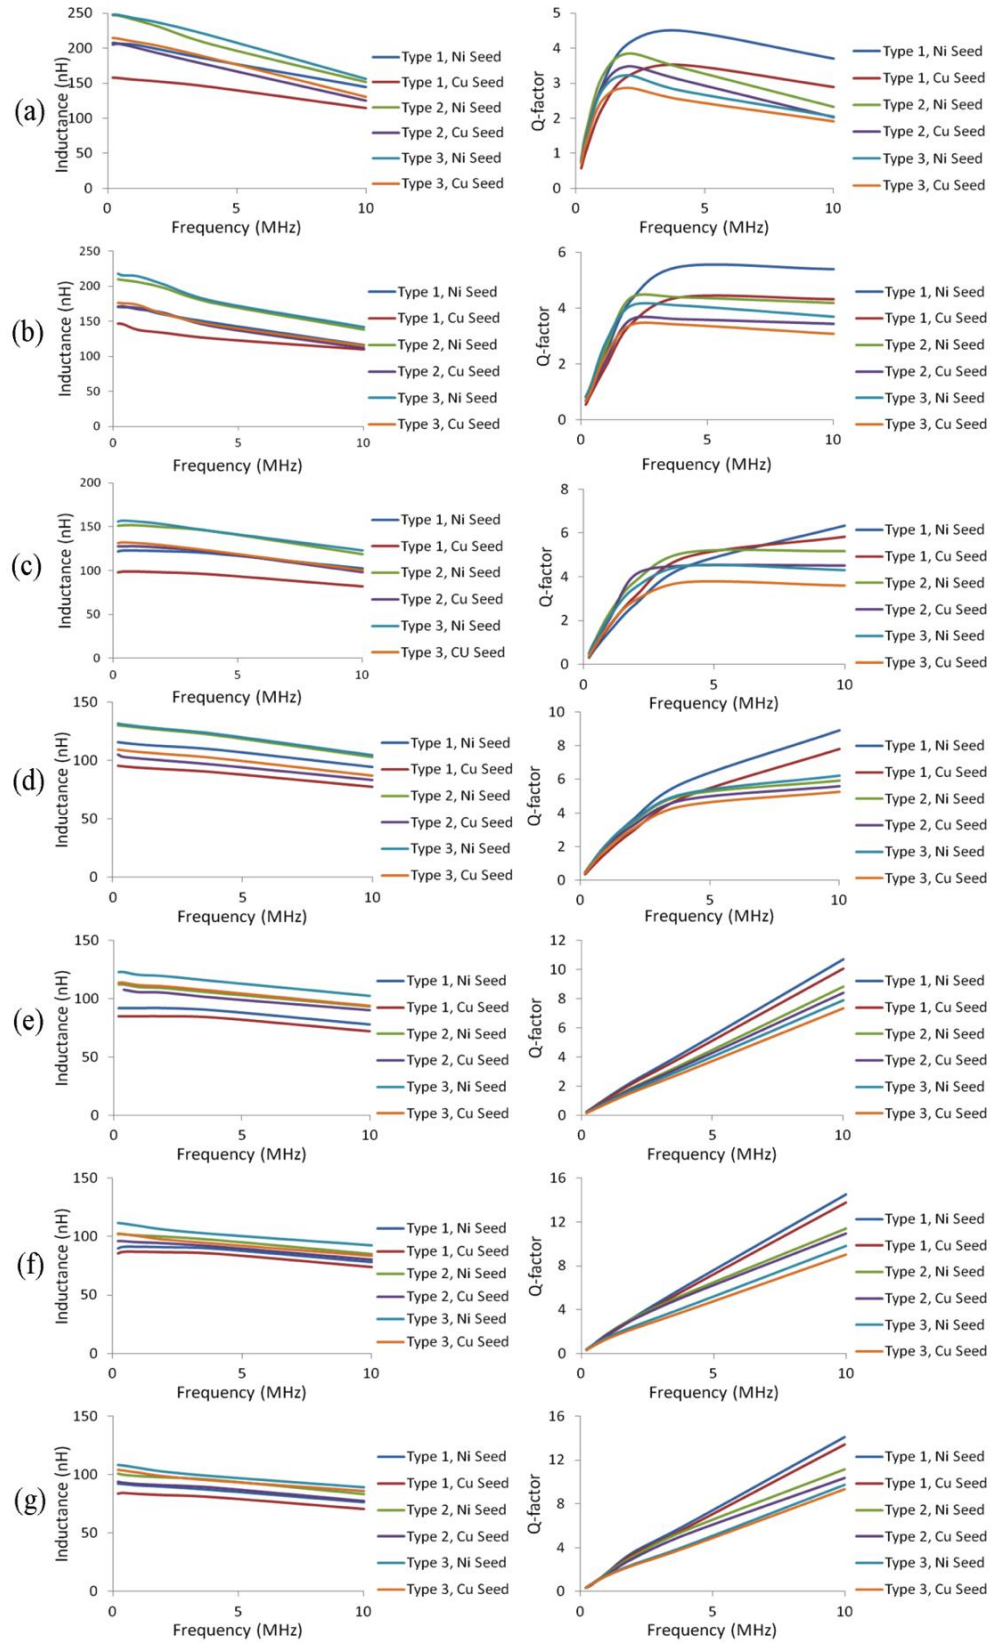 (a)
Inductance (nH)
250
200
150
100
50
0
0
5
10
Frequency (MHz)
Type 1, Ni Seed
Type 1, Cu Seed
Type 2, Ni Seed
Type 2, Cu Seed
Type 3, Ni Seed
Type 3, Cu Seed
Q-factor
5
4
3
2
1
0
0
5
10
Frequency (MHz)
Type 1, Ni Seed
Type 1, Cu Seed
Type 2, Ni Seed
Type 2, Cu Seed
Type 3, Ni Seed
Type 3, Cu Seed
(b)
Inductance (nH)
250
200
150
100
50
0
0
5
10
Frequency (MHz)
Type 1, Ni Seed
Type 1, Cu Seed
Type 2, Ni Seed
Type 2, Cu Seed
Type 3, Ni Seed
Type 3, Cu Seed
Q-factor
6
4
2
0
0
5
10
Frequency (MHz)
Type 1, Ni Seed
Type 1, Cu Seed
Type 2, Ni Seed
Type 2, Cu Seed
Type 3, Ni Seed
Type 3, Cu Seed
(c)
Inductance (nH)
200
150
100
50
0
0
5
10
Frequency (MHz)
Type 1, Ni Seed
Type 1, Cu Seed
Type 2, Ni Seed
Type 2, Cu Seed
Type 3, Ni Seed
Type 3, CU Seed
Q-factor
8
6
4
2
0
0
5
10
Frequency (MHz)
Type 1, Ni Seed
Type 1, Cu Seed
Type 2, Ni Seed
Type 2, Cu Seed
Type 3, Ni Seed
Type 3, Cu Seed
(d)
Inductance (nH)
150
100
50
0
0
5
10
Frequency (MHz)
Type 1, Ni Seed
Type 1, Cu Seed
Type 2, Ni Seed
Type 2, Cu Seed
Type 3, Ni Seed
Type 3, Cu Seed
Q-factor
10
8
6
4
2
0
0
5
10
Frequency (MHz)
Type 1, Ni Seed
Type 1, Cu Seed
Type 2, Ni Seed
Type 2, Cu Seed
Type 3, Ni Seed
Type 3, Cu Seed
(e)
Inductance (nH)
150
100
50
0
0
5
10
Frequency (MHz)
Type 1, Ni Seed
Type 1, Cu Seed
Type 2, Ni Seed
Type 2, Cu Seed
Type 3, Ni Seed
Type 3, Cu Seed
Q-factor
12
10
8
6
4
2
0
0
5
10
Frequency (MHz)
Type 1, Ni Seed
Type 1, Cu Seed
Type 2, Ni Seed
Type 2, Cu Seed
Type 3, Ni Seed
Type 3, Cu Seed
(f)
Inductance (nH)
150
100
50
0
0
5
10
Frequency (MHz)
Type 1, Ni Seed
Type 1, Cu Seed
Type 2, Ni Seed
Type 2, Cu Seed
Type 3, Ni Seed
Type 3, Cu Seed
Q-factor
16
12
8
4
0
0
5
10
Frequency (MHz)
Type 1, Ni Seed
Type 1, Cu Seed
Type 2, Ni Seed
Type 2, Cu Seed
Type 3, Ni Seed
Type 3, Cu Seed
(g)
Inductance (nH)
150
100
50
0
0
5
10
Frequency (MHz)
Type 1, Ni Seed
Type 1, Cu Seed
Type 2, Ni Seed
Type 2, Cu Seed
Type 3, Ni Seed
Type 3, Cu Seed
Q-factor
16
12
8
4
0
0
5
10
Frequency (MHz)
Type 1, Ni Seed
Type 1, Cu Seed
Type 2, Ni Seed
Type 2, Cu Seed
Type 3, Ni Seed
Type 3, Cu Seed